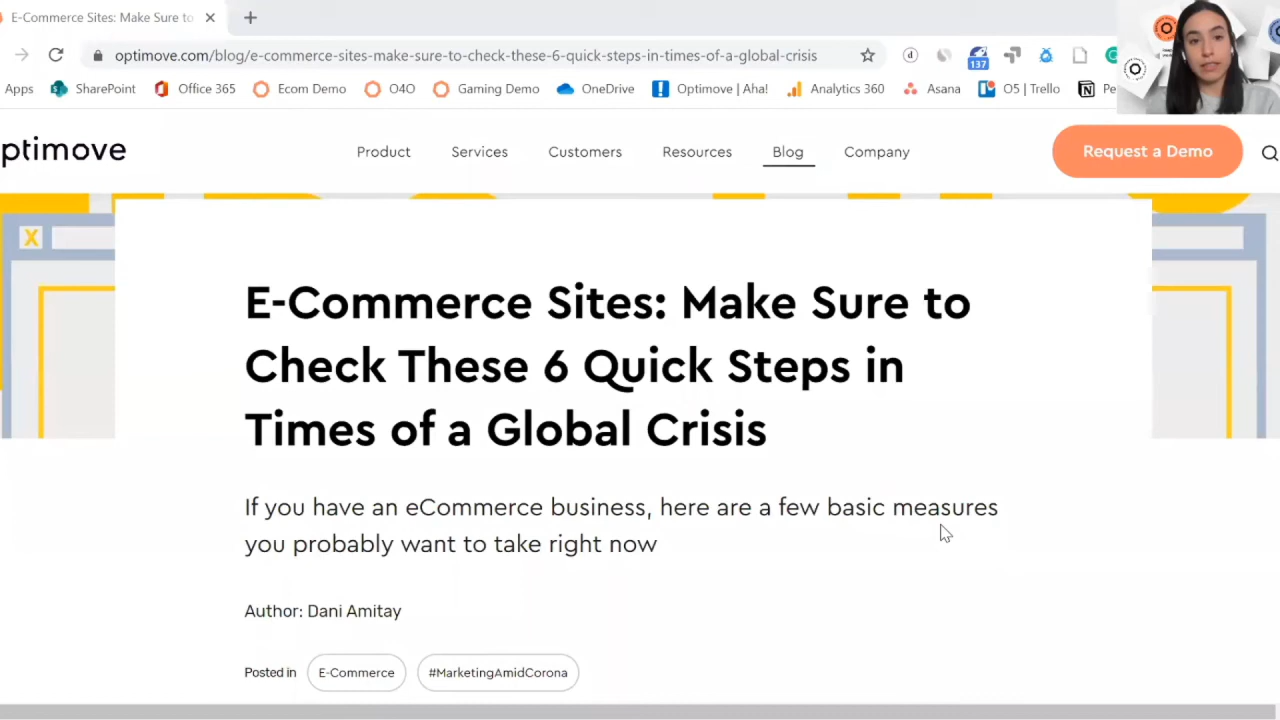 E-Commerce Sites: Make Sure to
optimove.com/blog/e-commerce-sites-make-sure-to-check-these-6-quick-steps-in-times-of-a-global-crisis
137
Apps SharePoint Office 365 Ecom Demo O4O Gaming Demo OneDrive Optimove | Aha! Analytics 360 Asana O5 | Trello Pe
ptimove Product Services Customers Resources Blog Company Request a Demo
X
E-Commerce Sites: Make Sure to
Check These 6 Quick Steps in
Times of a Global Crisis
If you have an eCommerce business, here are a few basic measures
you probably want to take right now
Author: Dani Amitay
Posted in E-Commerce #MarketingAmidCorona